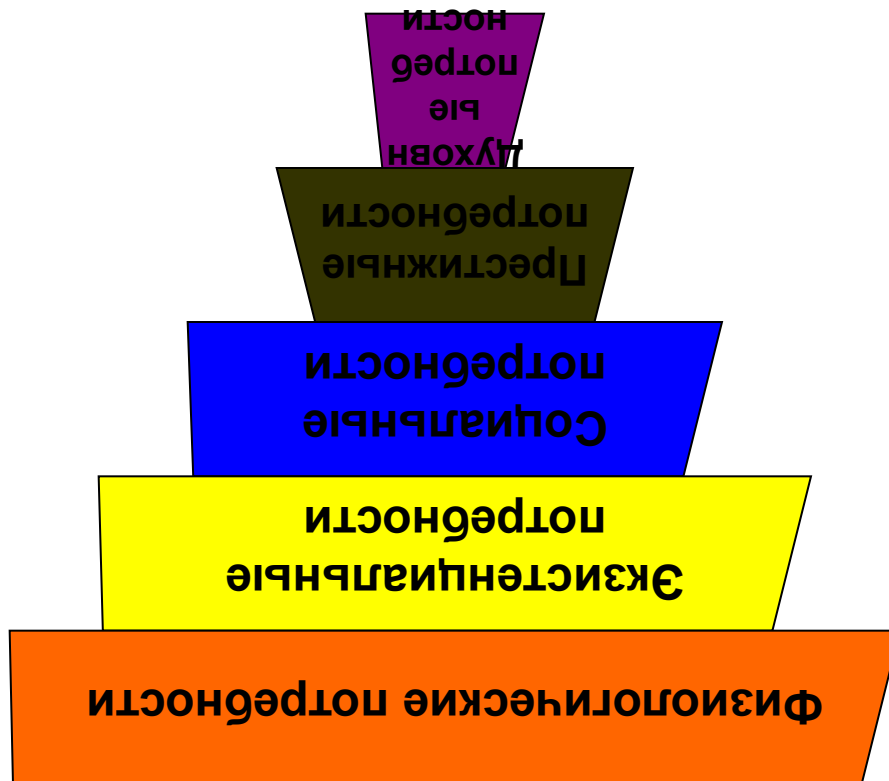 Физиологические потребности
Экзистенциальные
потребности
Социальные
потребности
Престижные
потребности
Духовн
ые
потреб
ности